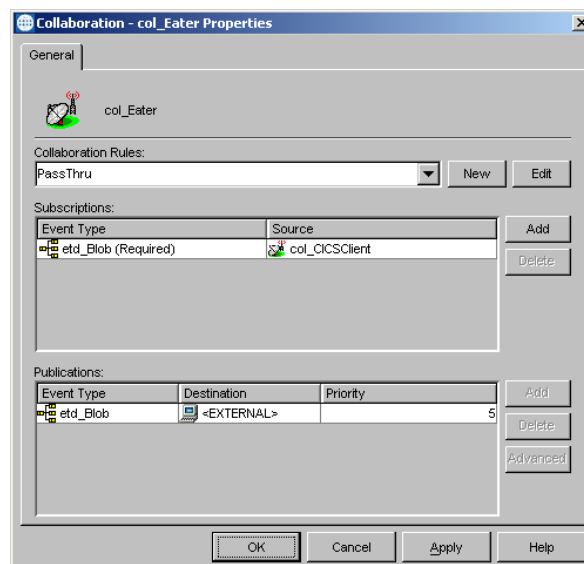 Collaboration - col_Eater Properties
General
col_Eater
Collaboration Rules:
PassThru New Edit
Subscriptions:
Event Type Source Add
etd_Blob (Required) col_CICSClient
Delete
Publications:
Event Type Destination Priority Add
etd_Blob <EXTERNAL> 5
Delete
Advanced
OK Cancel Apply Help